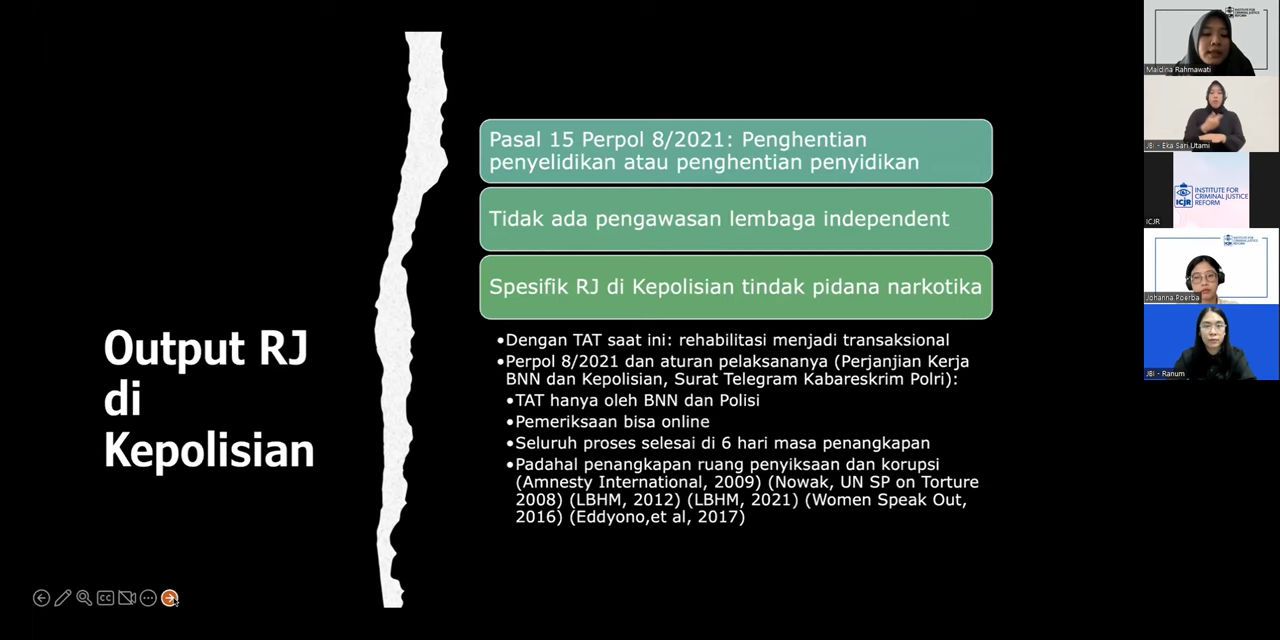 Output RJ
di
Kepolisian
Pasal 15 Perpol 8/2021: Penghentian
penyelidikan atau penghentian penyidikan
Tidak ada pengawasan lembaga independent
Spesifik RJ di Kepolisian tindak pidana narkotika
•Dengan TAT saat ini: rehabilitasi menjadi transaksional
•Perpol 8/2021 dan aturan pelaksananya (Perjanjian Kerja
BNN dan Kepolisian, Surat Telegram Kabareskrim Polri):
•TAT hanya oleh BNN dan Polisi
•Pemeriksaan bisa online
•Seluruh proses selesai di 6 hari masa penangkapan
•Padahal penangkapan ruang penyiksaan dan korupsi
(Amnesty International, 2009) (Nowak, UN SP on Torture
2008) (LBHM, 2012) (LBHM, 2021) (Women Speak Out,
2016) (Eddyono,et al, 2017)
CC
Maidina Rahmawati
JBI - Eka Sari Utami
ICJR
INSTITUTE FOR
CRIMINAL JUSTICE
REFORM
ICJR
Johanna Poerba
JBI - Ranum